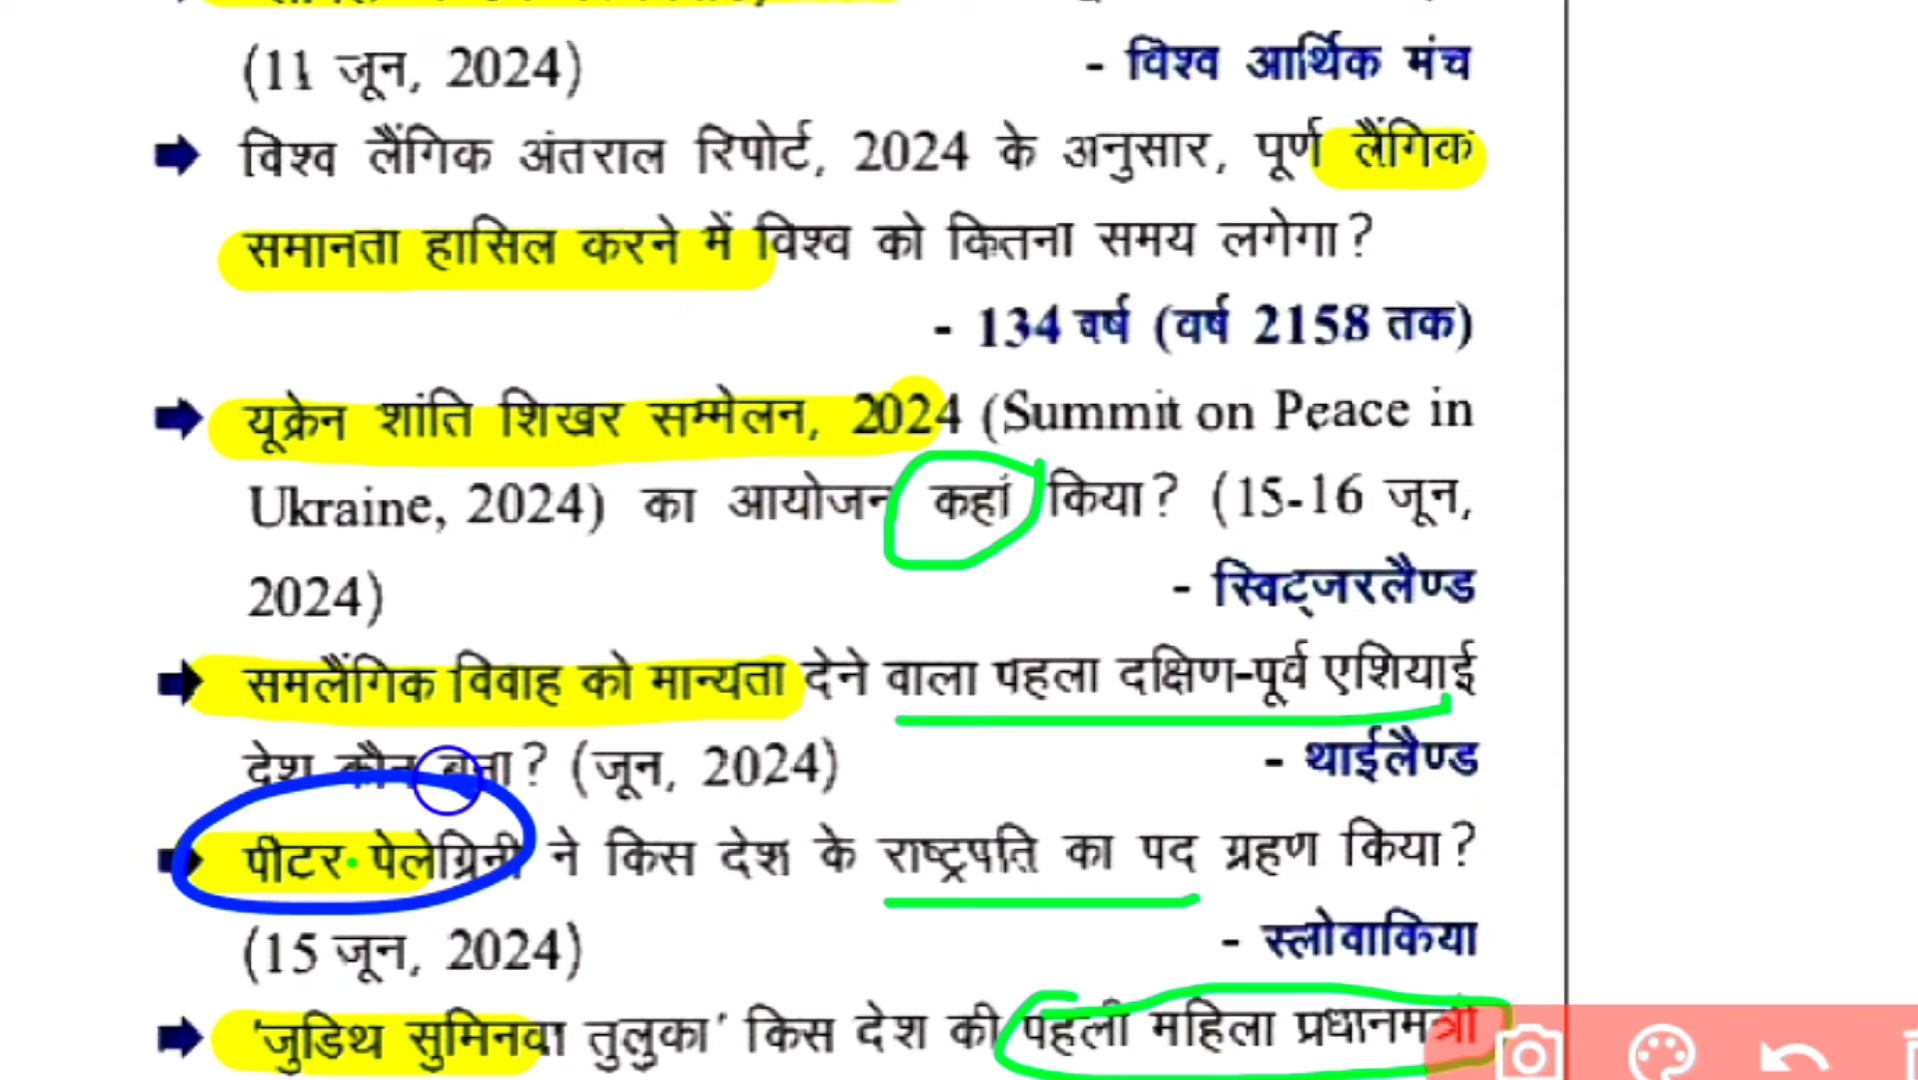 (11 जून, 2024) - विश्व आर्थिक मंच
विश्व लैंगिक अंतराल रिपोर्ट, 2024 के अनुसार, पूर्ण लैंगिक
समानता हासिल करने में विश्व को कितना समय लगेगा?
- 134 वर्ष (वर्ष 2158 तक)
यूक्रेन शांति शिखर सम्मेलन, 2024 (Summit on Peace in
Ukraine, 2024) का आयोजन कहां किया? (15-16 जून,
2024) - स्विट्जरलैण्ड
समलैंगिक विवाह को मान्यता देने वाला पहला दक्षिण-पूर्व एशियाई
देश कौन बना? (जून, 2024) - थाईलैण्ड
पीटर पेलेग्रिनी ने किस देश के राष्ट्रपति का पद ग्रहण किया?
(15 जून, 2024) - स्लोवाकिया
'जुडिथ सुमिनवा तुलुका' किस देश की पहली महिला प्रधानमंत्री